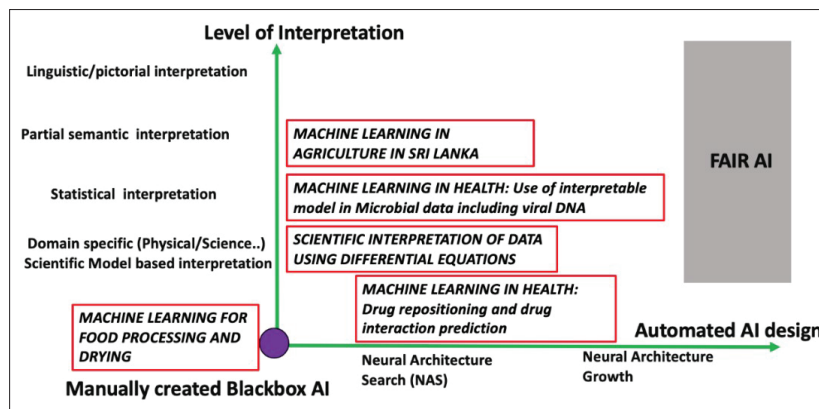 Level of Interpretation
Linguistic/pictorial interpretation
Partial semantic interpretation
MACHINE LEARNING IN
AGRICULTURE IN SRI LANKA
FAIR AI
Statistical interpretation
MACHINE LEARNING IN HEALTH: Use of interpretable
model in Microbial data including viral DNA
Domain specific (Physical/Science..)
Scientific Model based interpretation
SCIENTIFIC INTERPRETATION OF DATA
USING DIFFERENTIAL EQUATIONS
MACHINE LEARNING IN HEALTH:
Drug repositioning and drug
interaction prediction
MACHINE LEARNING FOR
FOOD PROCESSING AND
DRYING
Automated AI design
Manually created Blackbox AI
Neural Architecture
Search (NAS)
Neural Architecture
Growth